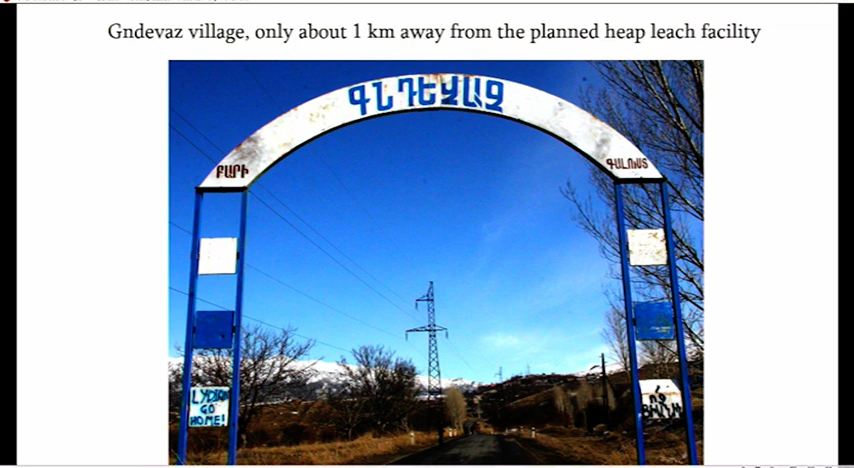 Gndevaz village, only about 1 km away from the planned heap leach facility
ԳՆԴԵՎԱԶ
ԲԱՐԻ
ԳԱԼՈՒՍՏ
LYDIAN
GO
HOME!
ՈՉ